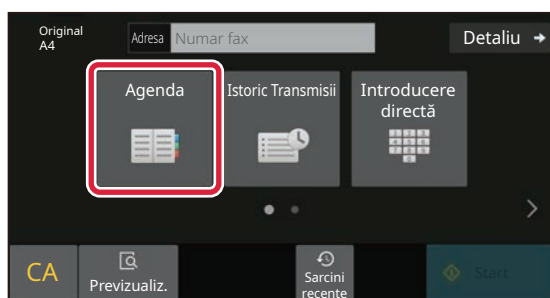 Original
A4
Adresa
Numar fax
Detaliu
Agenda
Istoric Transmisii
Introducere
directă
CA
Previzualiz.
Sarcini
recente
Start